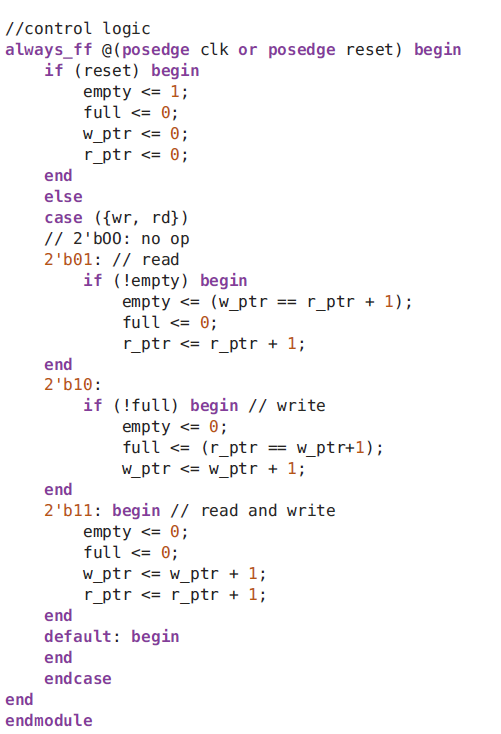 //control logic
always_ff @(posedge clk or posedge reset) begin
    if (reset) begin
        empty <= 1;
        full <= 0;
        w_ptr <= 0;
        r_ptr <= 0;
    end
    else
    case ({wr, rd})
    // 2'bOO: no op
    2'b01: // read
        if (!empty) begin
            empty <= (w_ptr == r_ptr + 1);
            full <= 0;
            r_ptr <= r_ptr + 1;
    end
    2'b10:
        if (!full) begin // write
            empty <= 0;
            full <= (r_ptr == w_ptr+1);
            w_ptr <= w_ptr + 1;
    end
    2'b11: begin // read and write
        empty <= 0;
        full <= 0;
        w_ptr <= w_ptr + 1;
        r_ptr <= r_ptr + 1;
    end
    default: begin
    end
    endcase
end
endmodule